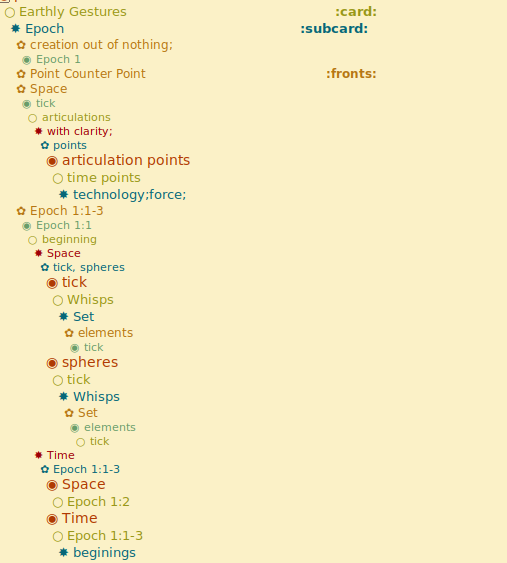 Earthly Gestures :card:
Epoch :subcard:
creation out of nothing;
Epoch 1
Point Counter Point :fronts:
Space
tick
articulations
with clarity;
points
articulation points
time points
technology;force;
Epoch 1:1-3
Epoch 1:1
beginning
Space
tick, spheres
tick
Whisps
Set
elements
tick
spheres
tick
Whisps
Set
elements
tick
Time
Epoch 1:1-3
Space
Epoch 1:2
Time
Epoch 1:1-3
beginings